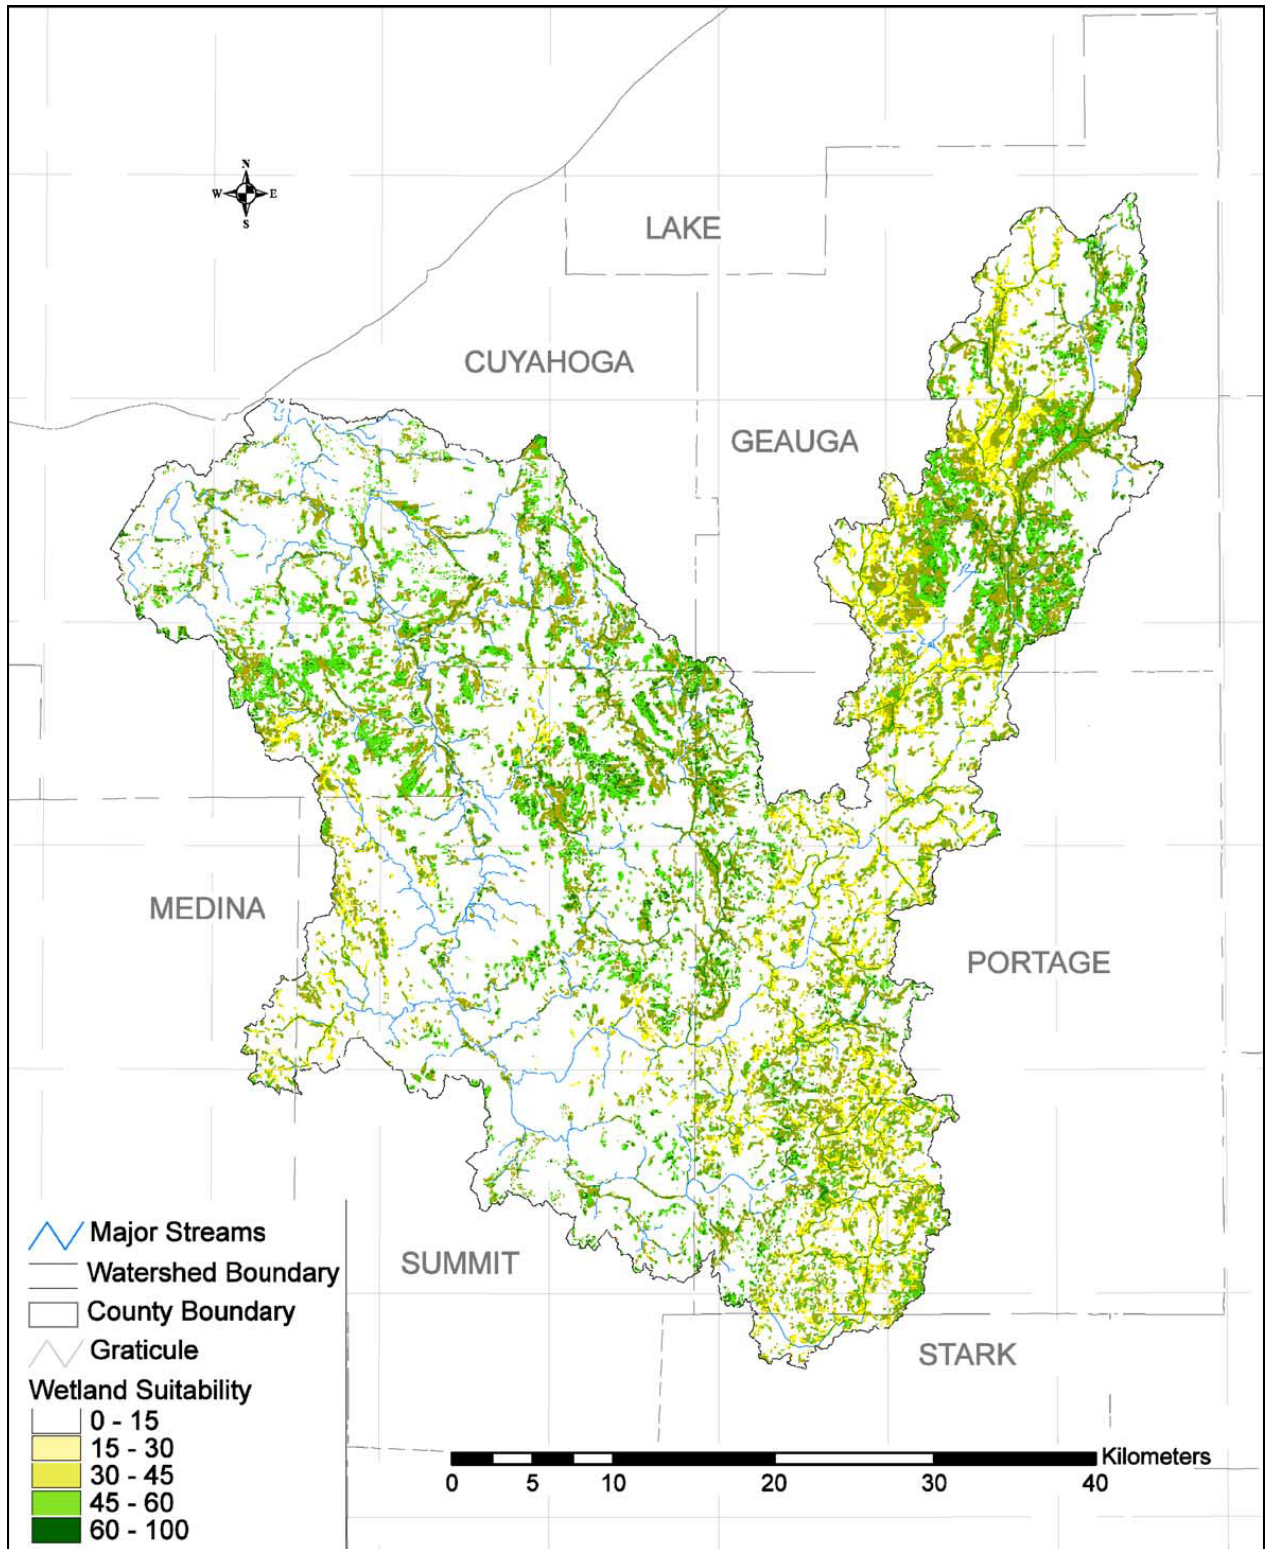 N
W E
S
LAKE
CUYAHOGA
GEAUGA
MEDINA
PORTAGE
SUMMIT
STARK
Major Streams
Watershed Boundary
County Boundary
Graticule
Wetland Suitability
0 - 15
15 - 30
30 - 45
45 - 60
60 - 100
Kilometers
0 5 10 20 30 40